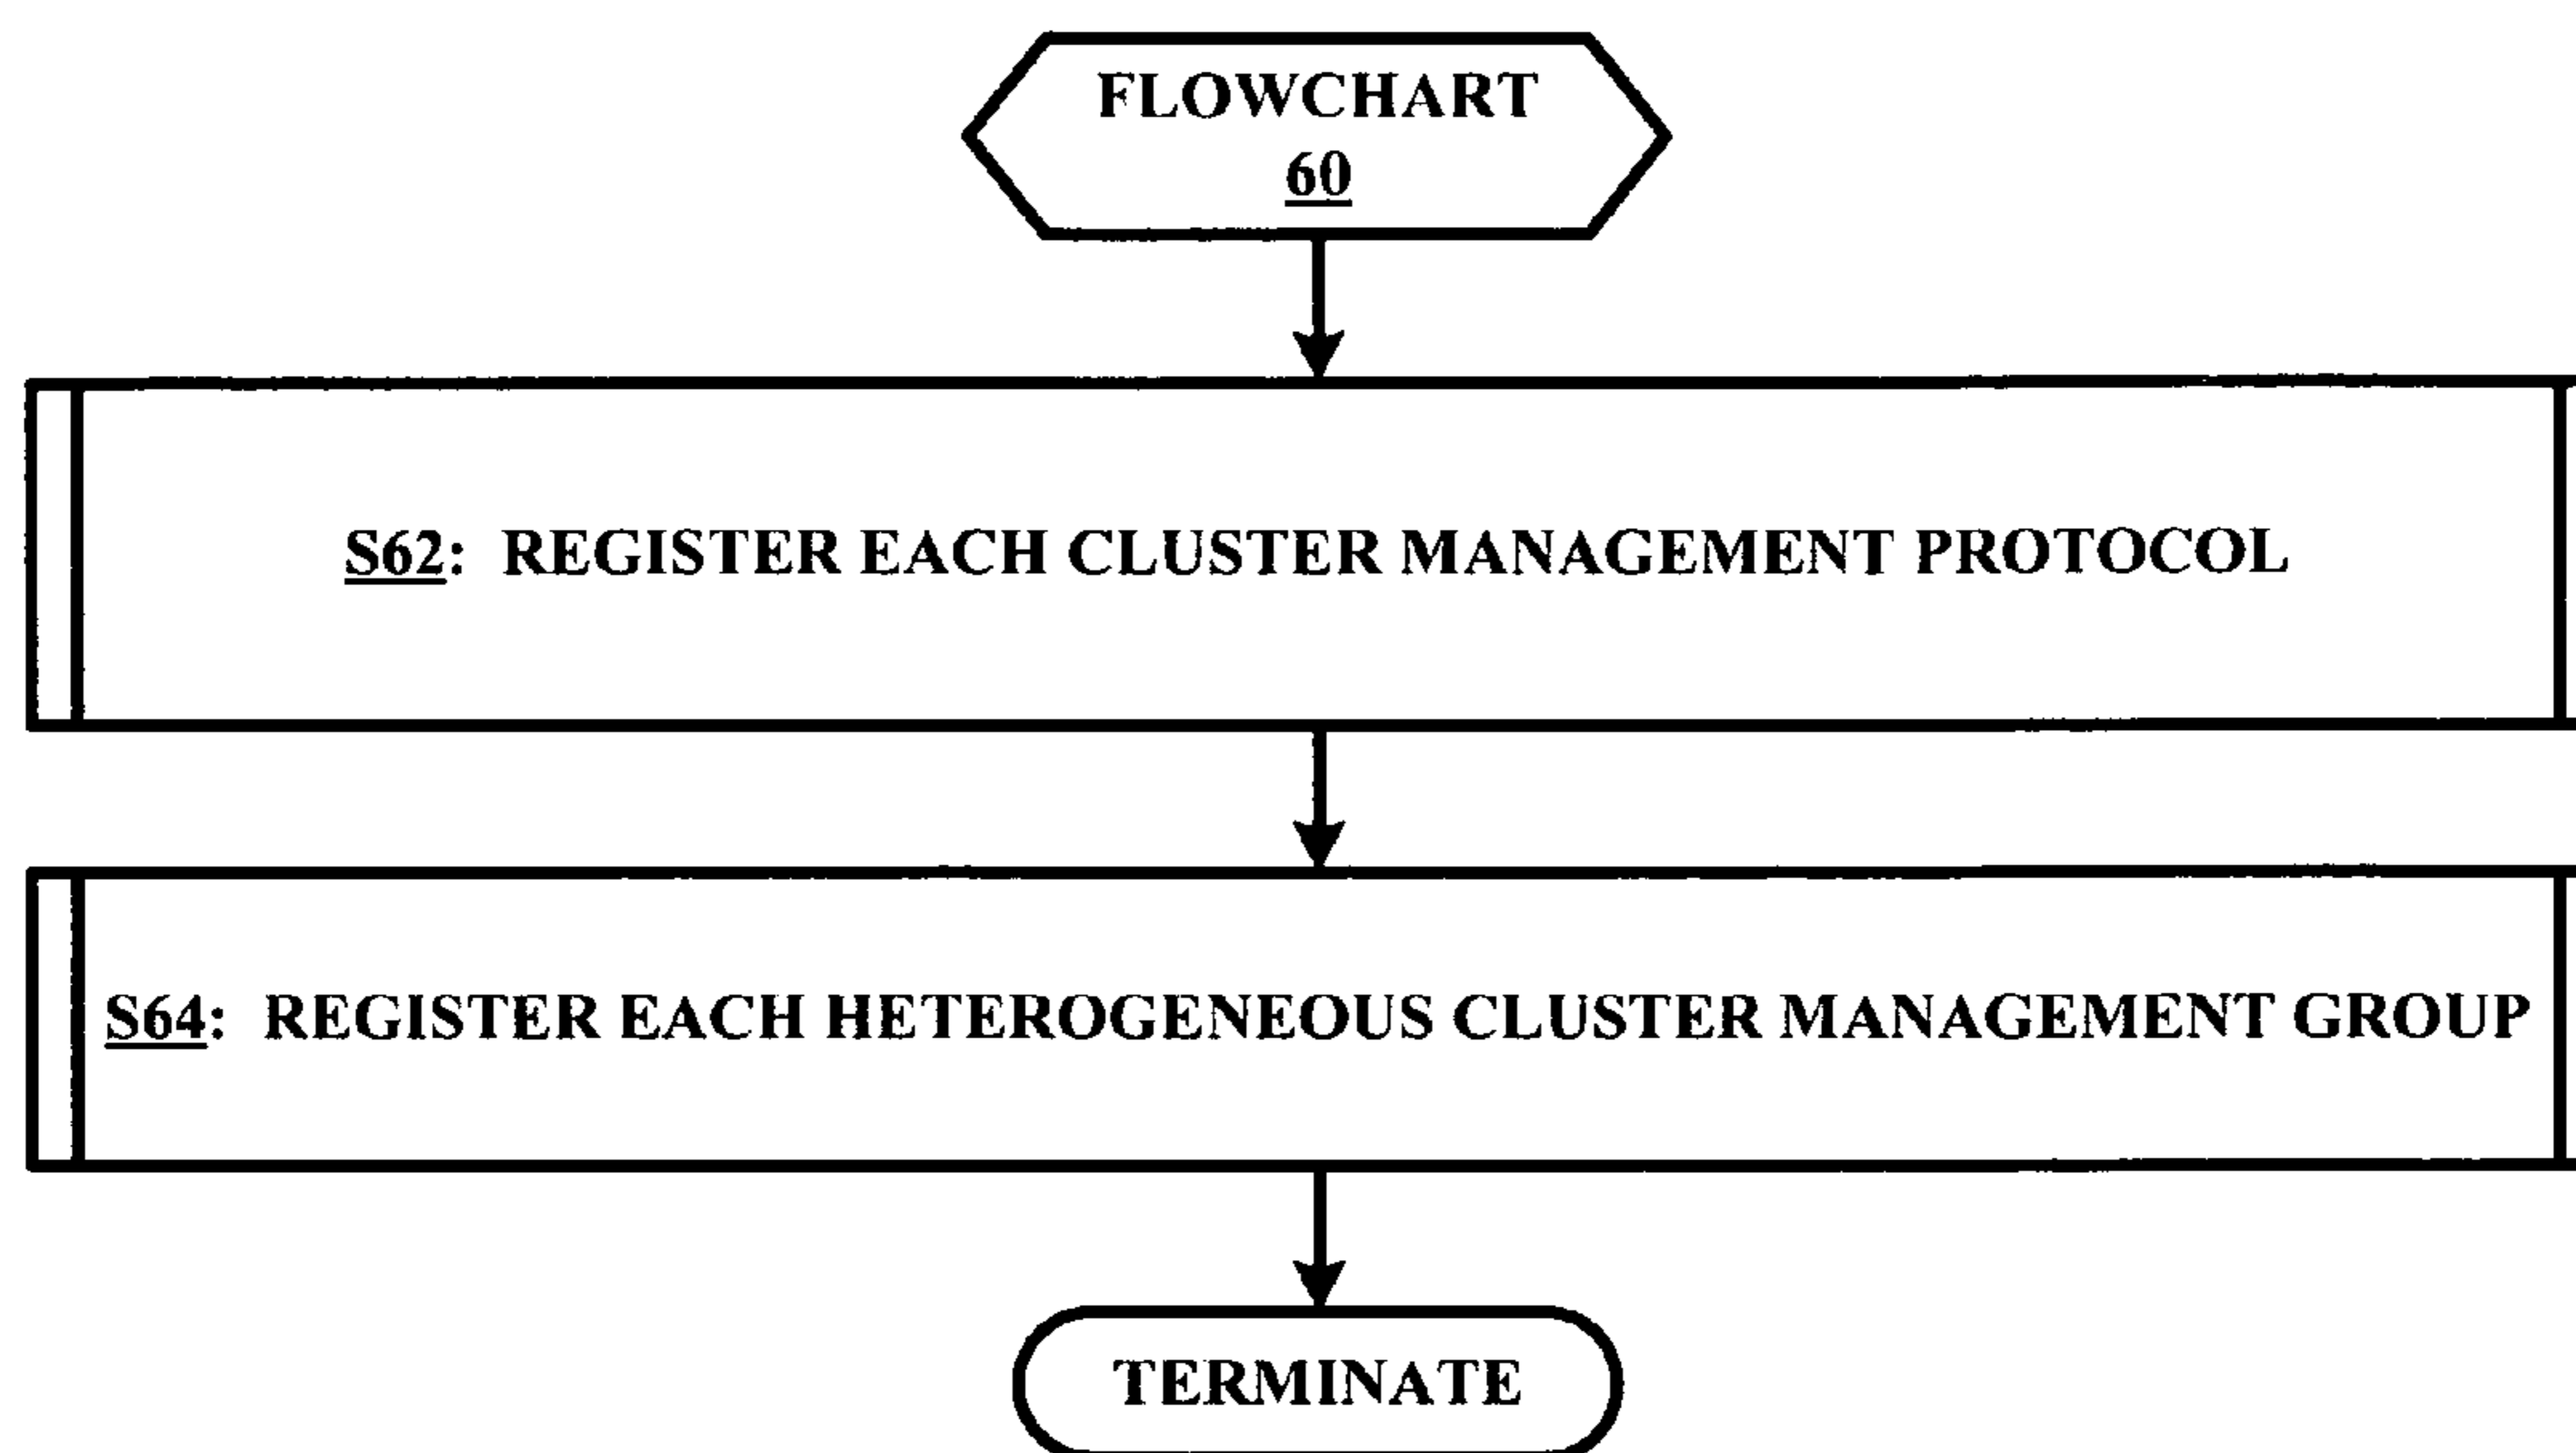 FLOWCHART
60
S62: REGISTER EACH CLUSTER MANAGEMENT PROTOCOL
S64: REGISTER EACH HETEROGENEOUS CLUSTER MANAGEMENT GROUP
TERMINATE